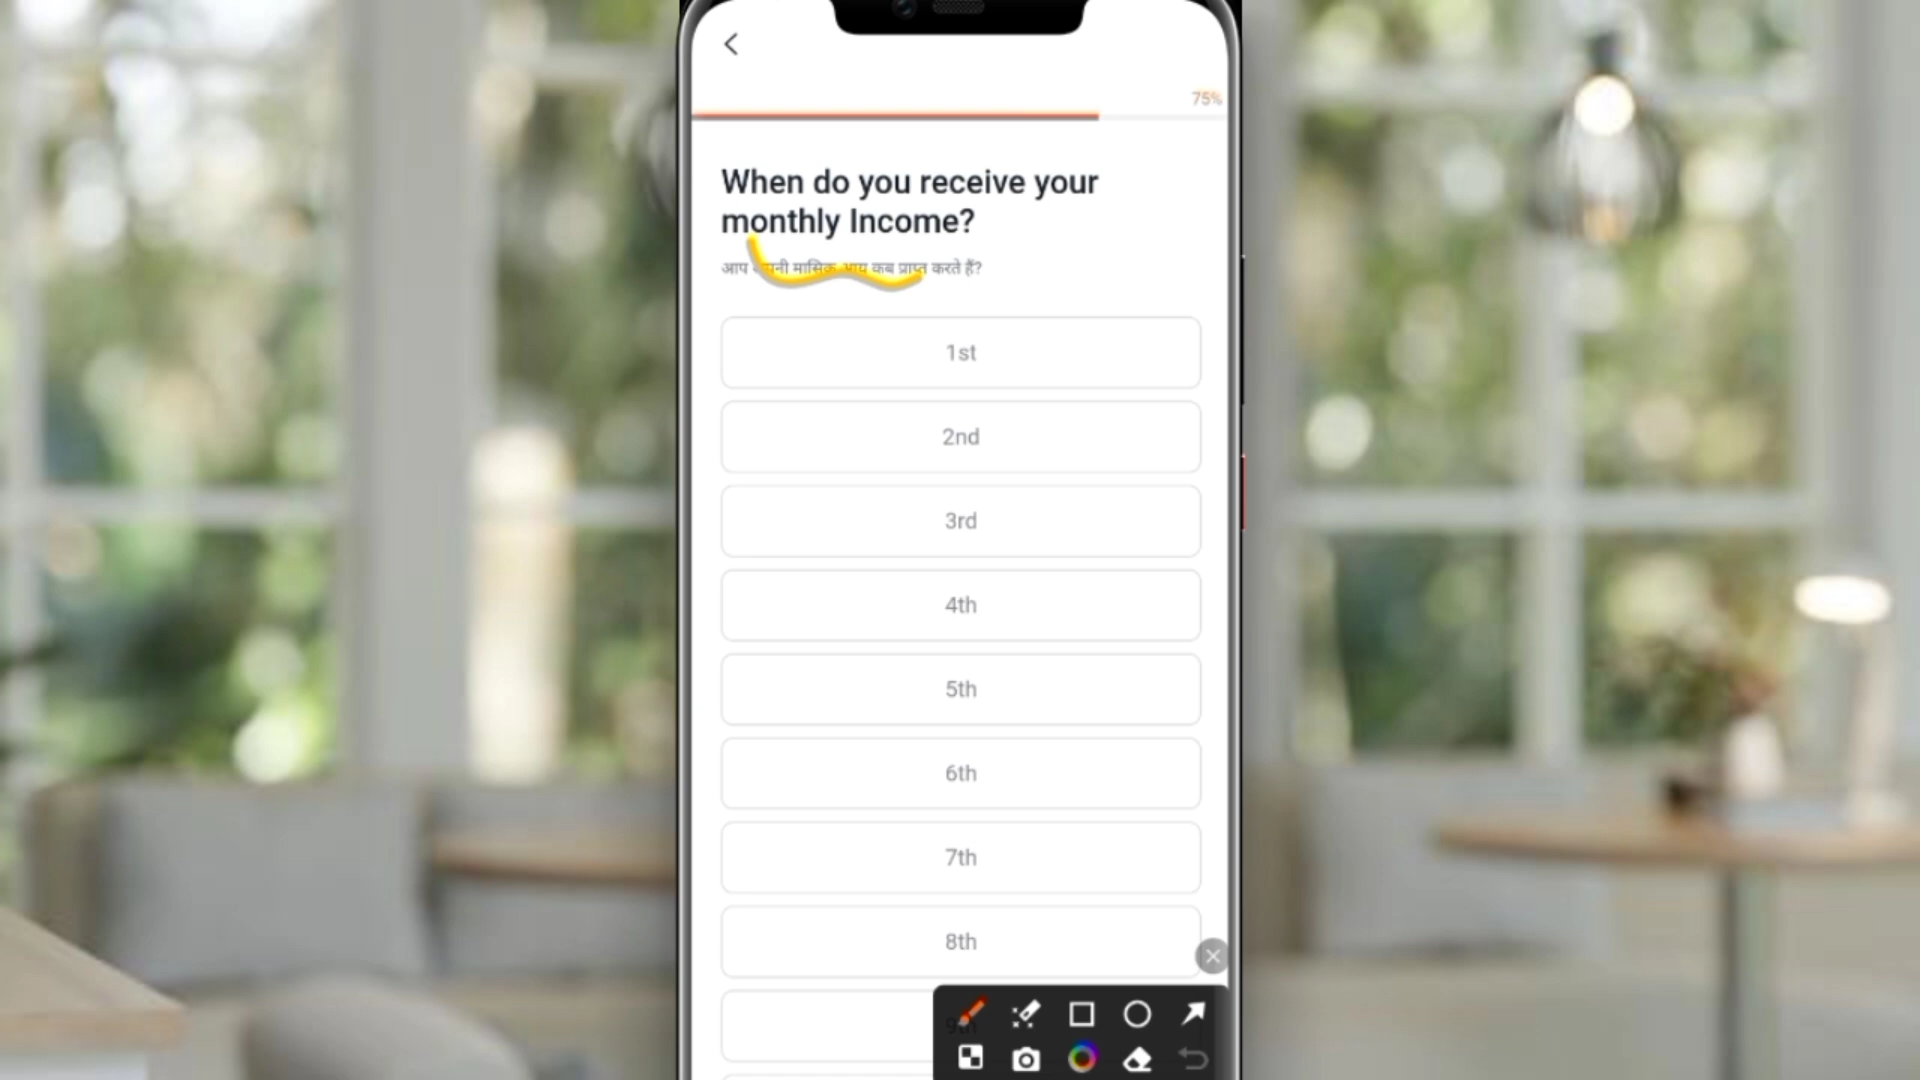 75%
When do you receive your
monthly Income?
आप अपनी मासिक आय कब प्राप्त करते हैं?
1st
2nd
3rd
4th
5th
6th
7th
8th
9th